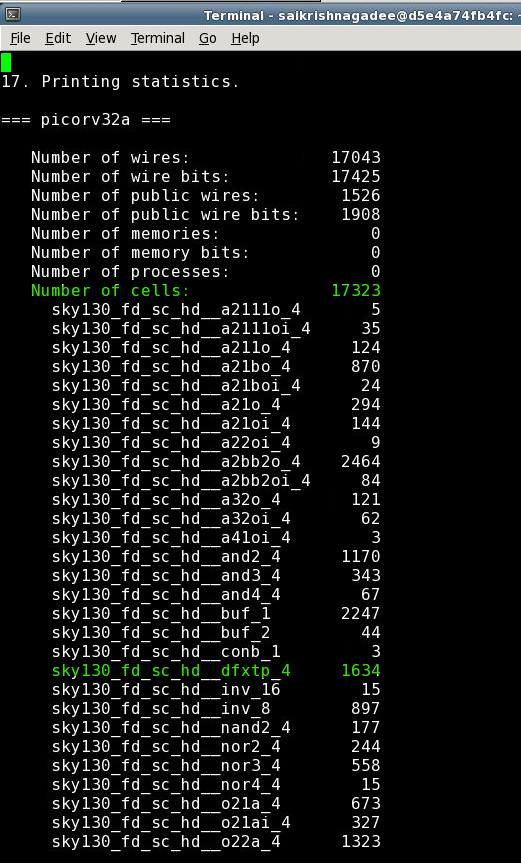 Terminal - saikrishnagadee@d5e4a74fb4fc: ~
File Edit View Terminal Go Help
17. Printing statistics.
=== picorv32a ===
Number of wires: 17043
Number of wire bits: 17425
Number of public wires: 1526
Number of public wire bits: 1908
Number of memories: 0
Number of memory bits: 0
Number of processes: 0
Number of cells: 17323
sky130_fd_sc_hd__a2111o_4 5
sky130_fd_sc_hd__a2111oi_4 35
sky130_fd_sc_hd__a211o_4 124
sky130_fd_sc_hd__a21bo_4 870
sky130_fd_sc_hd__a21boi_4 24
sky130_fd_sc_hd__a21o_4 294
sky130_fd_sc_hd__a21oi_4 144
sky130_fd_sc_hd__a22oi_4 9
sky130_fd_sc_hd__a2bb2o_4 2464
sky130_fd_sc_hd__a2bb2oi_4 84
sky130_fd_sc_hd__a32o_4 121
sky130_fd_sc_hd__a32oi_4 62
sky130_fd_sc_hd__a41oi_4 3
sky130_fd_sc_hd__and2_4 1170
sky130_fd_sc_hd__and3_4 343
sky130_fd_sc_hd__and4_4 67
sky130_fd_sc_hd__buf_1 2247
sky130_fd_sc_hd__buf_2 44
sky130_fd_sc_hd__conb_1 3
sky130_fd_sc_hd__dfxtp_4 1634
sky130_fd_sc_hd__inv_16 15
sky130_fd_sc_hd__inv_8 897
sky130_fd_sc_hd__nand2_4 177
sky130_fd_sc_hd__nor2_4 244
sky130_fd_sc_hd__nor3_4 558
sky130_fd_sc_hd__nor4_4 15
sky130_fd_sc_hd__o21a_4 673
sky130_fd_sc_hd__o21ai_4 327
sky130_fd_sc_hd__o22a_4 1323